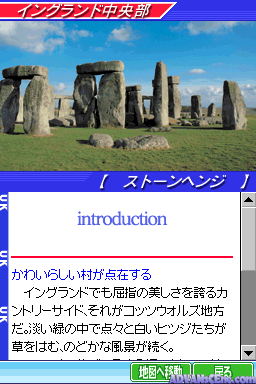 イングランド中央部
【 ストーンヘンジ 】
UK
introduction
UK
かわいらしい村が点在する
イングランドでも屈指の美しさを誇るカ
ントリーサイド、それがコッツウォルズ地方
だ。淡い緑の中で点々と白いヒツジたちが
草をはむ、のどかな風景が続く。
UK
地図へ移動
戻る